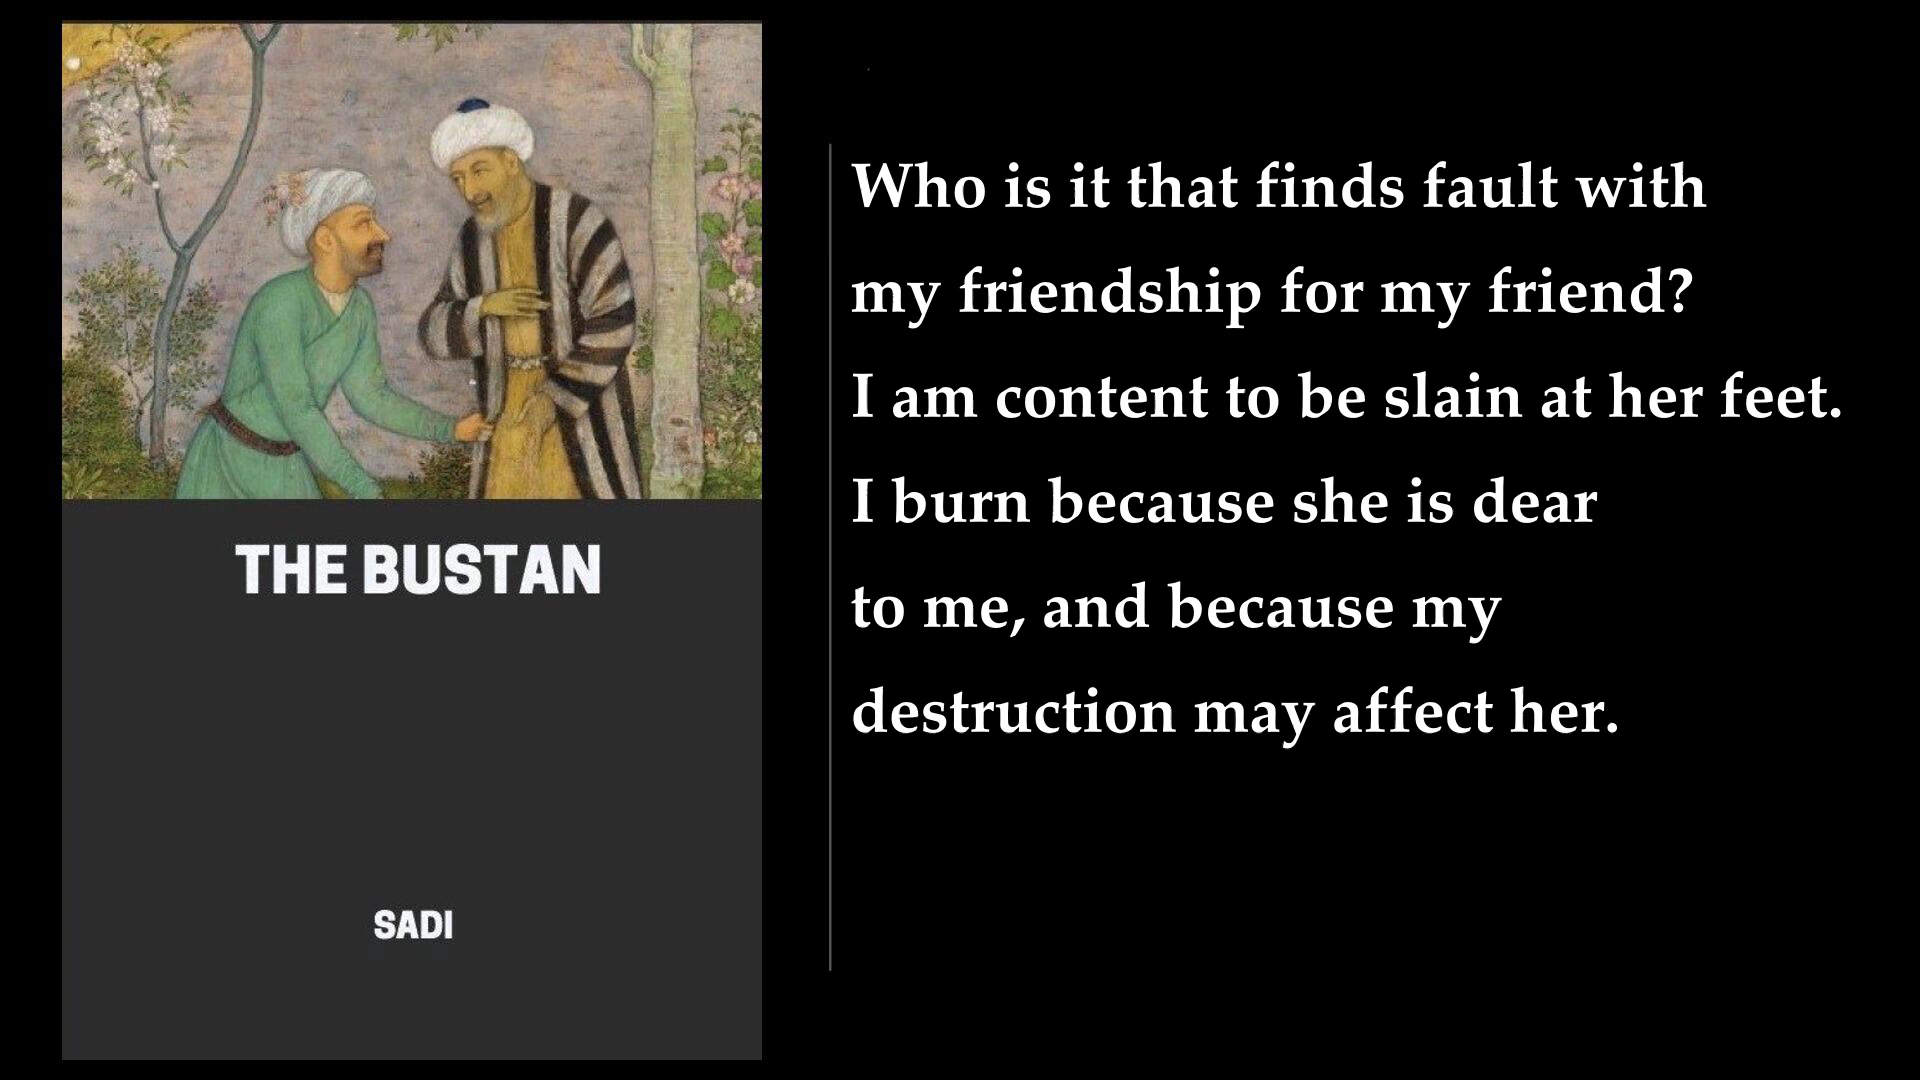 THE BUSTAN
SADI
Who is it that finds fault with
my friendship for my friend?
I am content to be slain at her feet.
I burn because she is dear
to me, and because my
destruction may affect her.